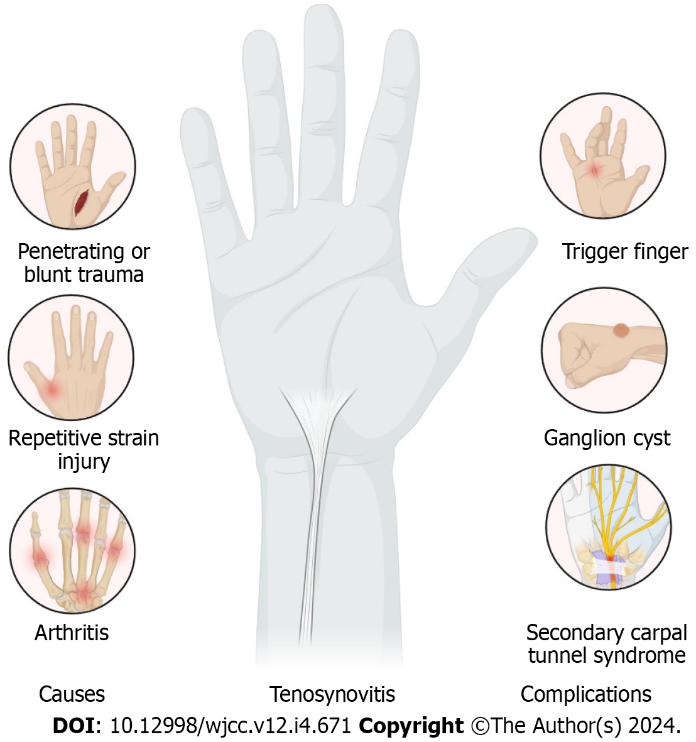 Penetrating or
blunt trauma
Repetitive strain
injury
Arthritis
Causes
Tenosynovitis
Trigger finger
Ganglion cyst
Secondary carpal
tunnel syndrome
Complications
DOI: 10.12998/wjcc.v12.i4.671 Copyright ©The Author(s) 2024.